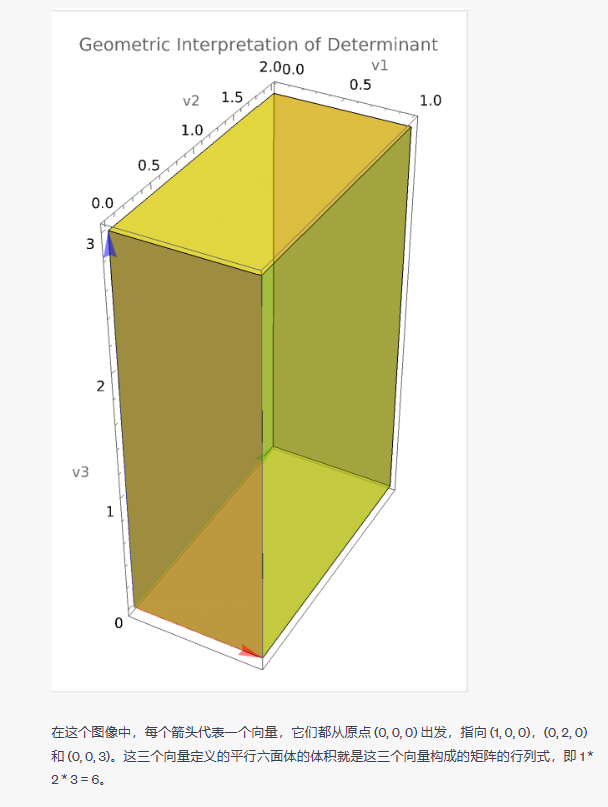 Geometric Interpretation of Determinant
2.0 0.0 v1
v2 1.5 0.5
1.0 1.0
0.5
0.0
3
2
v3
1
0
在这个图像中，每个箭头代表一个向量，它们都从原点 (0, 0, 0) 出发，指向 (1, 0, 0)，(0, 2, 0)
和 (0, 0, 3)。这三个向量定义的平行六面体的体积就是这三个向量构成的矩阵的行列式，即 1 *
2 * 3 = 6。